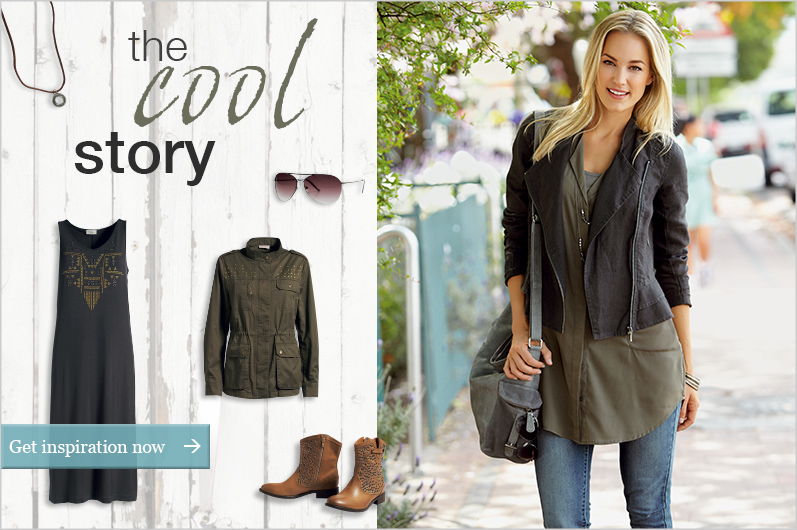 the
cool
story
Get inspiration now →